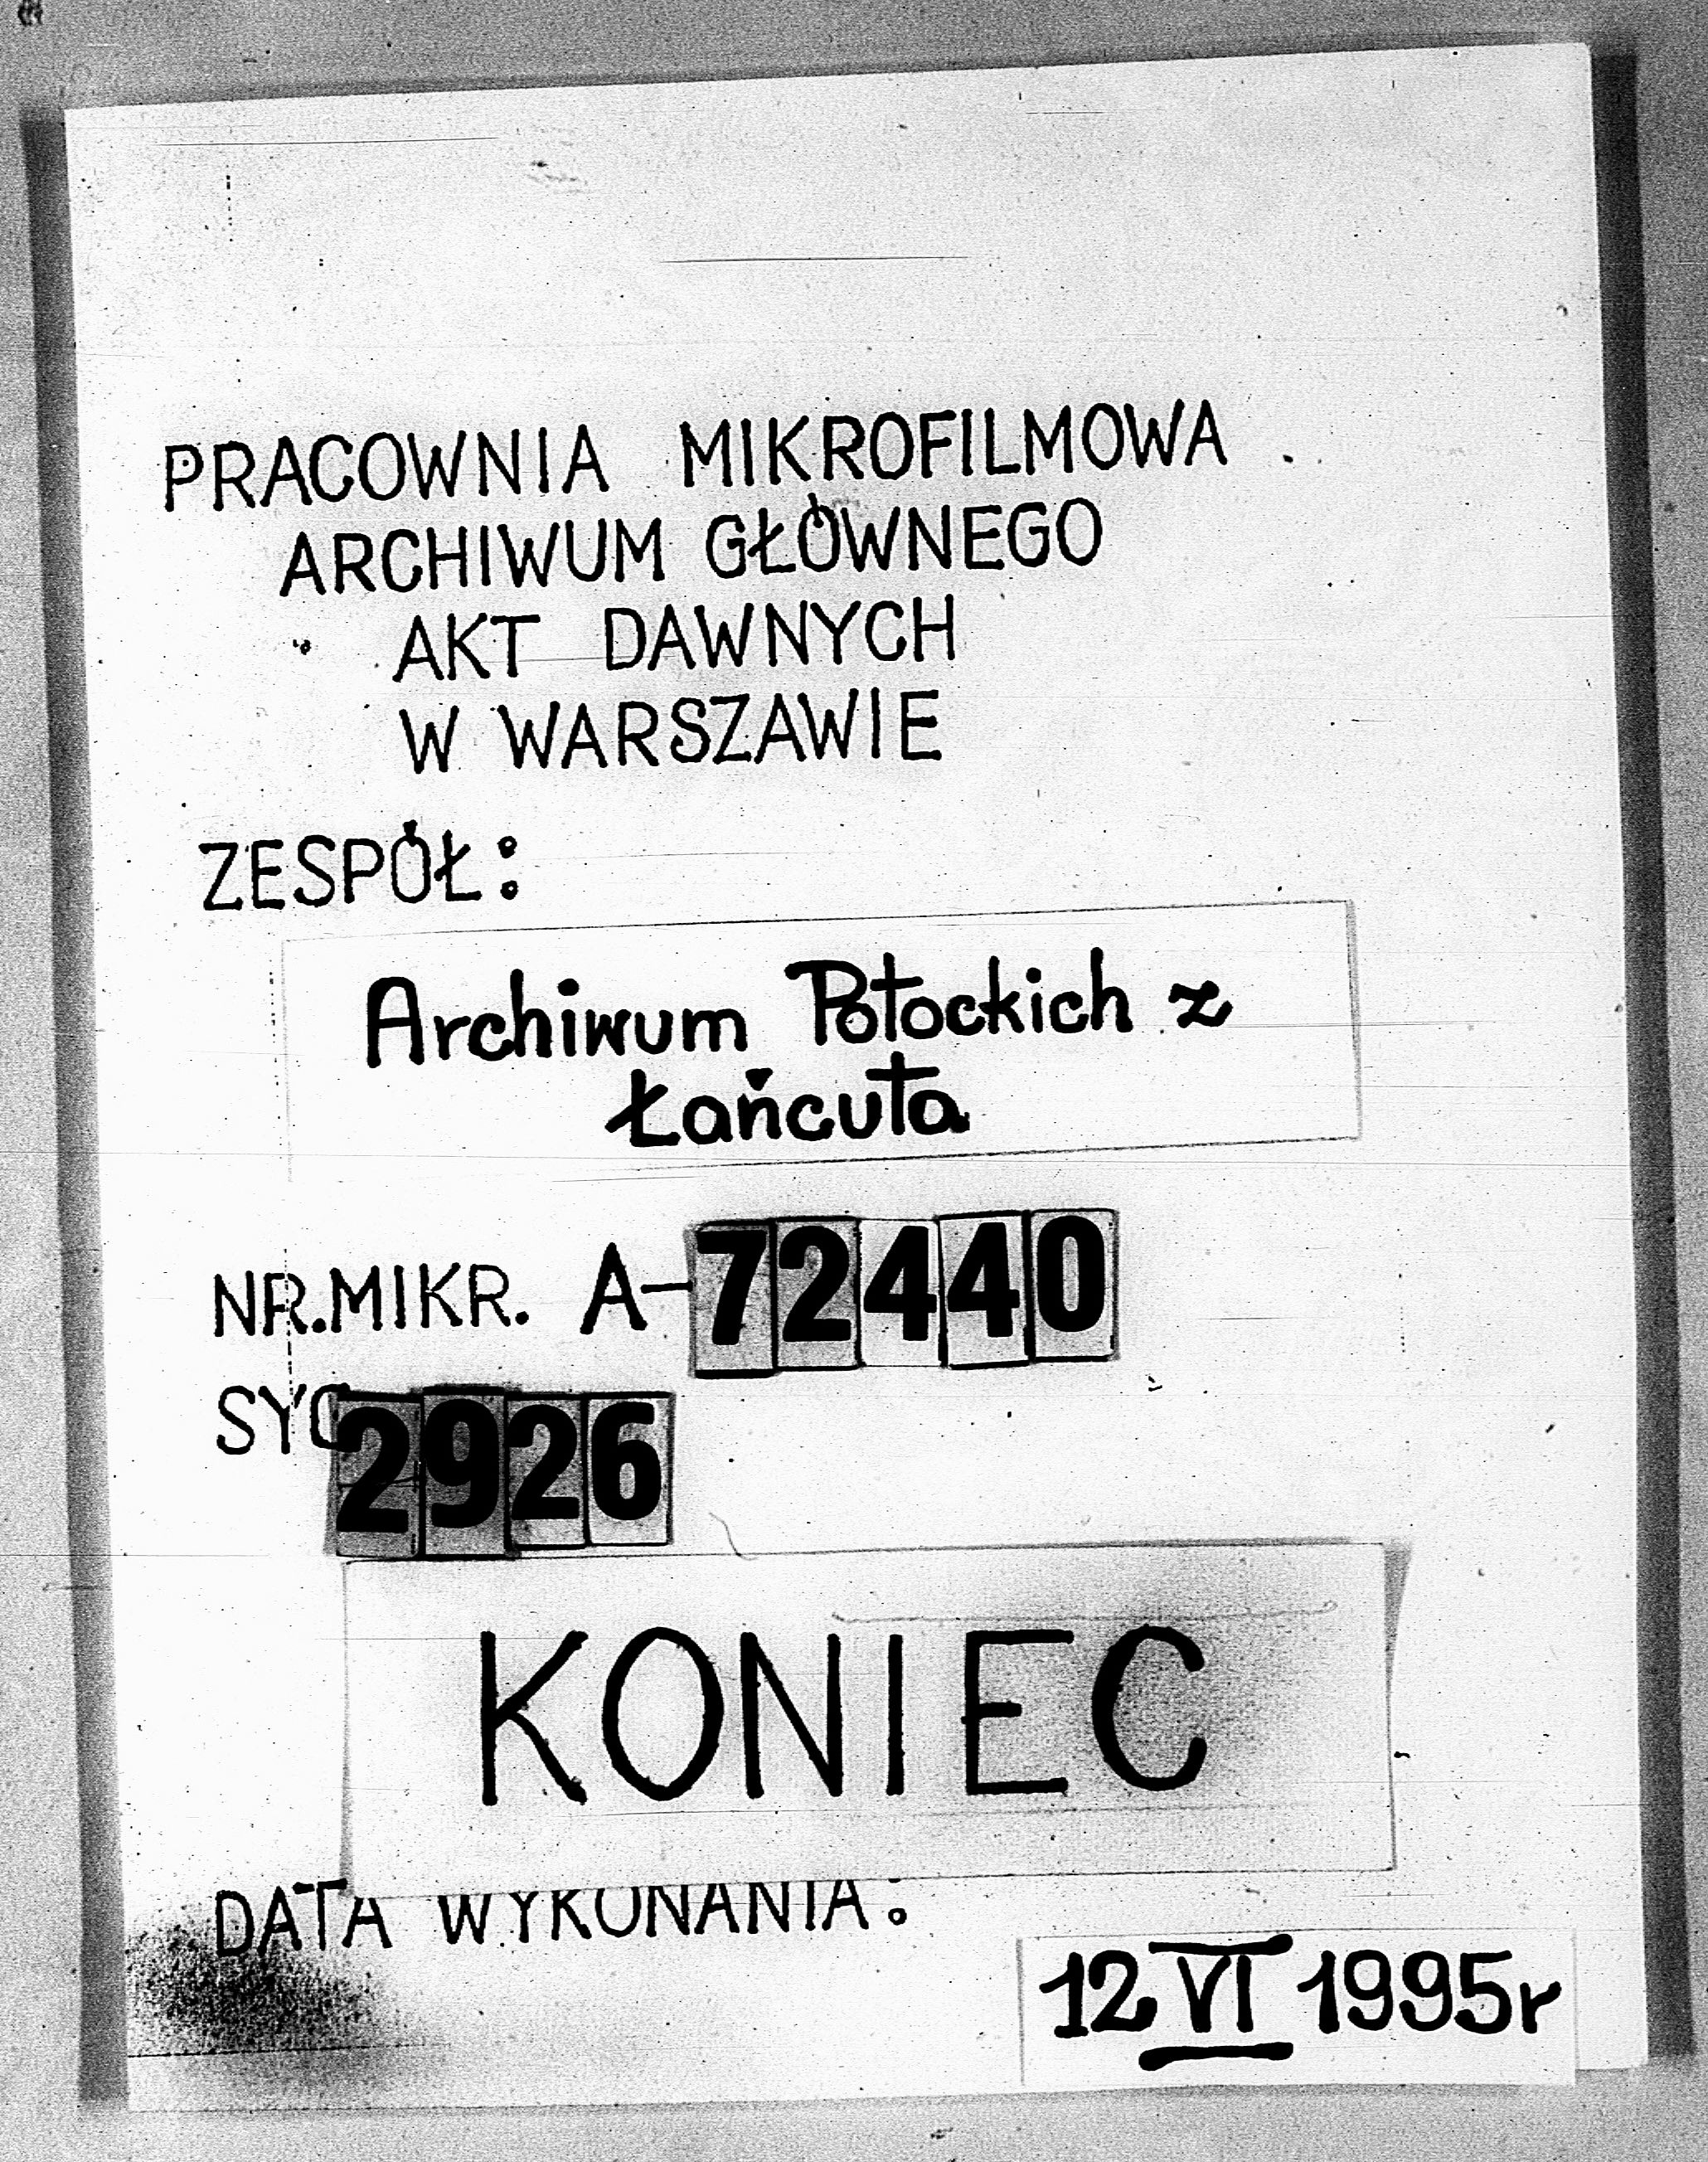 PRACOWNIA MIKROFILMOWA
ARCHIWUM GŁÓWNEGO
AKT DAWNYCH
W WARSZAWIE
ZESPÓŁ:
Archiwum Potockich z
Łańcuta
NR.MIKR. A-72440
SYG 2926
KONIEC
DATA WYKONANIA:
12 VI 1995r